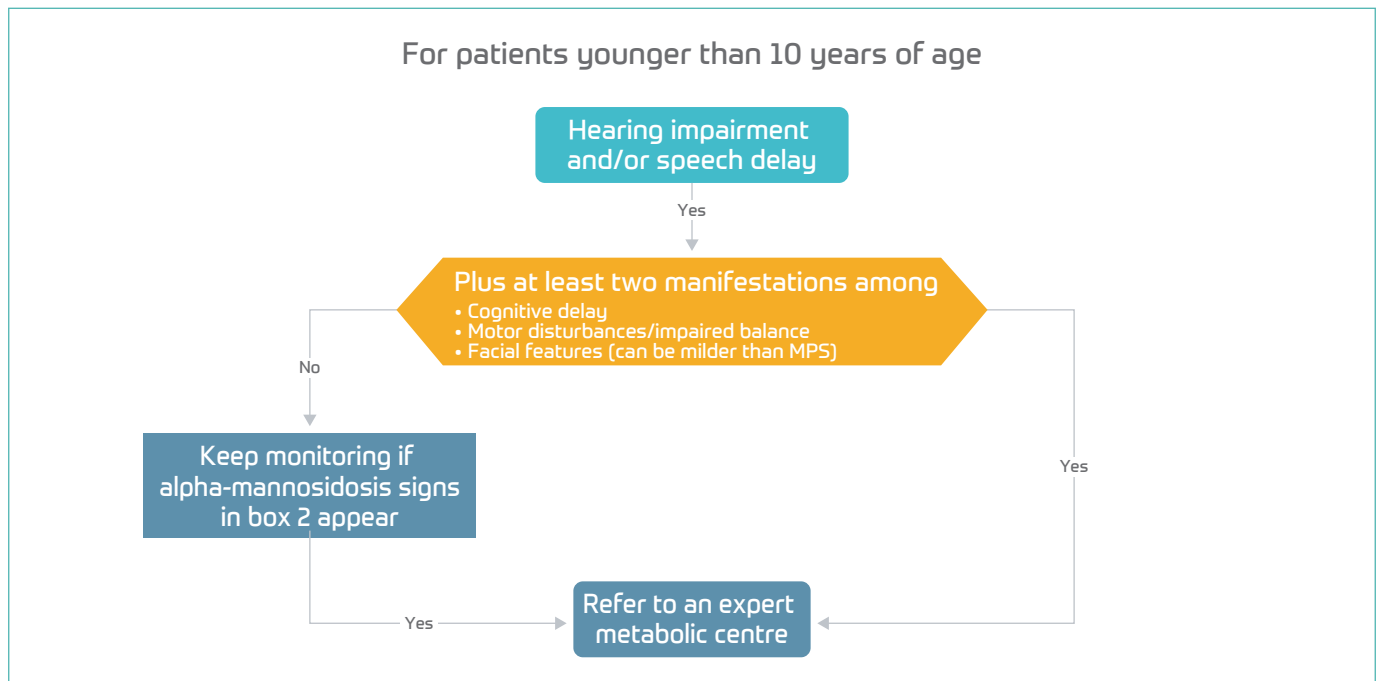 For patients younger than 10 years of age
Hearing impairment
and/or speech delay
Yes
Plus at least two manifestations among
• Cognitive delay
• Motor disturbances/impaired balance
• Facial features (can be milder than MPS)
No
Keep monitoring if
alpha-mannosidosis signs
in box 2 appear
Yes
Yes
Refer to an expert
metabolic centre